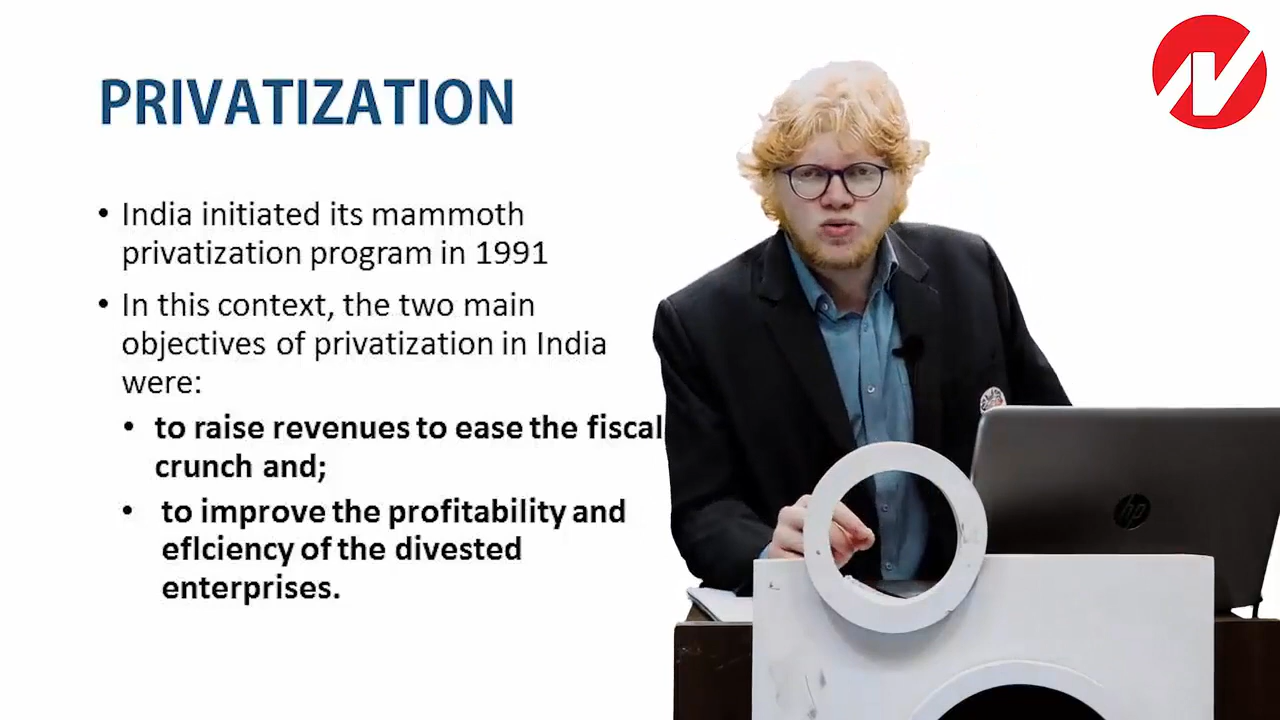 PRIVATIZATION
• India initiated its mammoth
privatization program in 1991
• In this context, the two main
objectives of privatization in India
were:
• to raise revenues to ease the fiscal
crunch and;
• to improve the profitability and
eflciency of the divested
enterprises.
hp